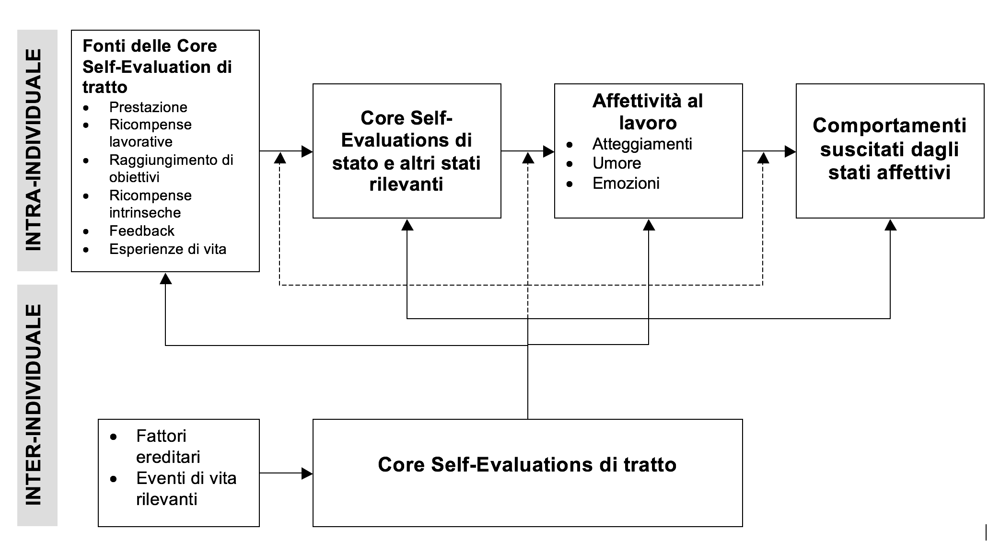 INTRA-INDIVIDUALE
Fonti delle Core
Self-Evaluation di
tratto
• Prestazione
• Ricompense
lavorative
• Raggiungimento di
obiettivi
• Ricompense
intrinseche
• Feedback
• Esperienze di vita
Core Self-
Evaluations di
stato e altri stati
rilevanti
Affettività al
lavoro
• Atteggiamenti
• Umore
• Emozioni
Comportamenti
suscitati dagli
stati affettivi
INTER-INDIVIDUALE
• Fattori
ereditari
• Eventi di vita
rilevanti
Core Self-Evaluations di tratto